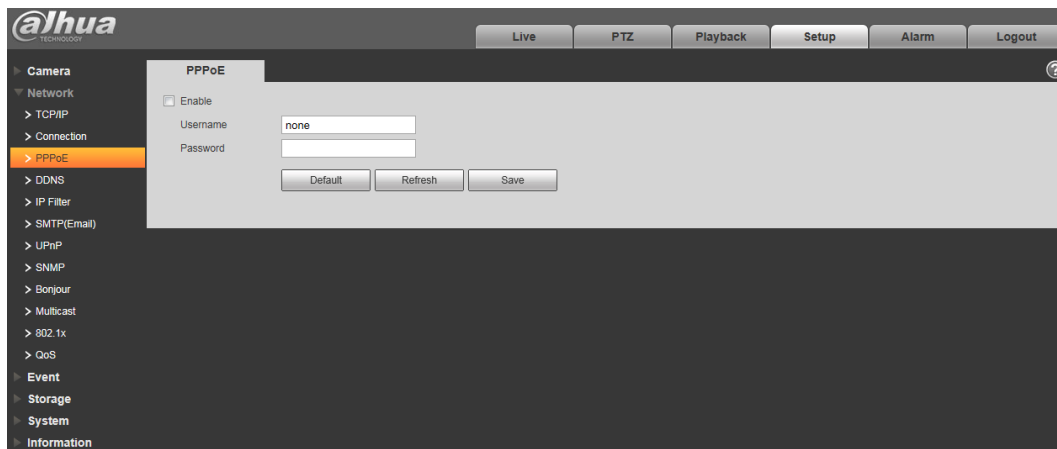 alhua
TECHNOLOGY
Live PTZ Playback Setup Alarm Logout
Camera
Network
> TCP/IP
> Connection
> PPPoE
> DDNS
> IP Filter
> SMTP(Email)
> UPnP
> SNMP
> Bonjour
> Multicast
> 802.1x
> QoS
Event
Storage
System
Information
PPPoE
?
Enable
Username none
Password
Default Refresh Save